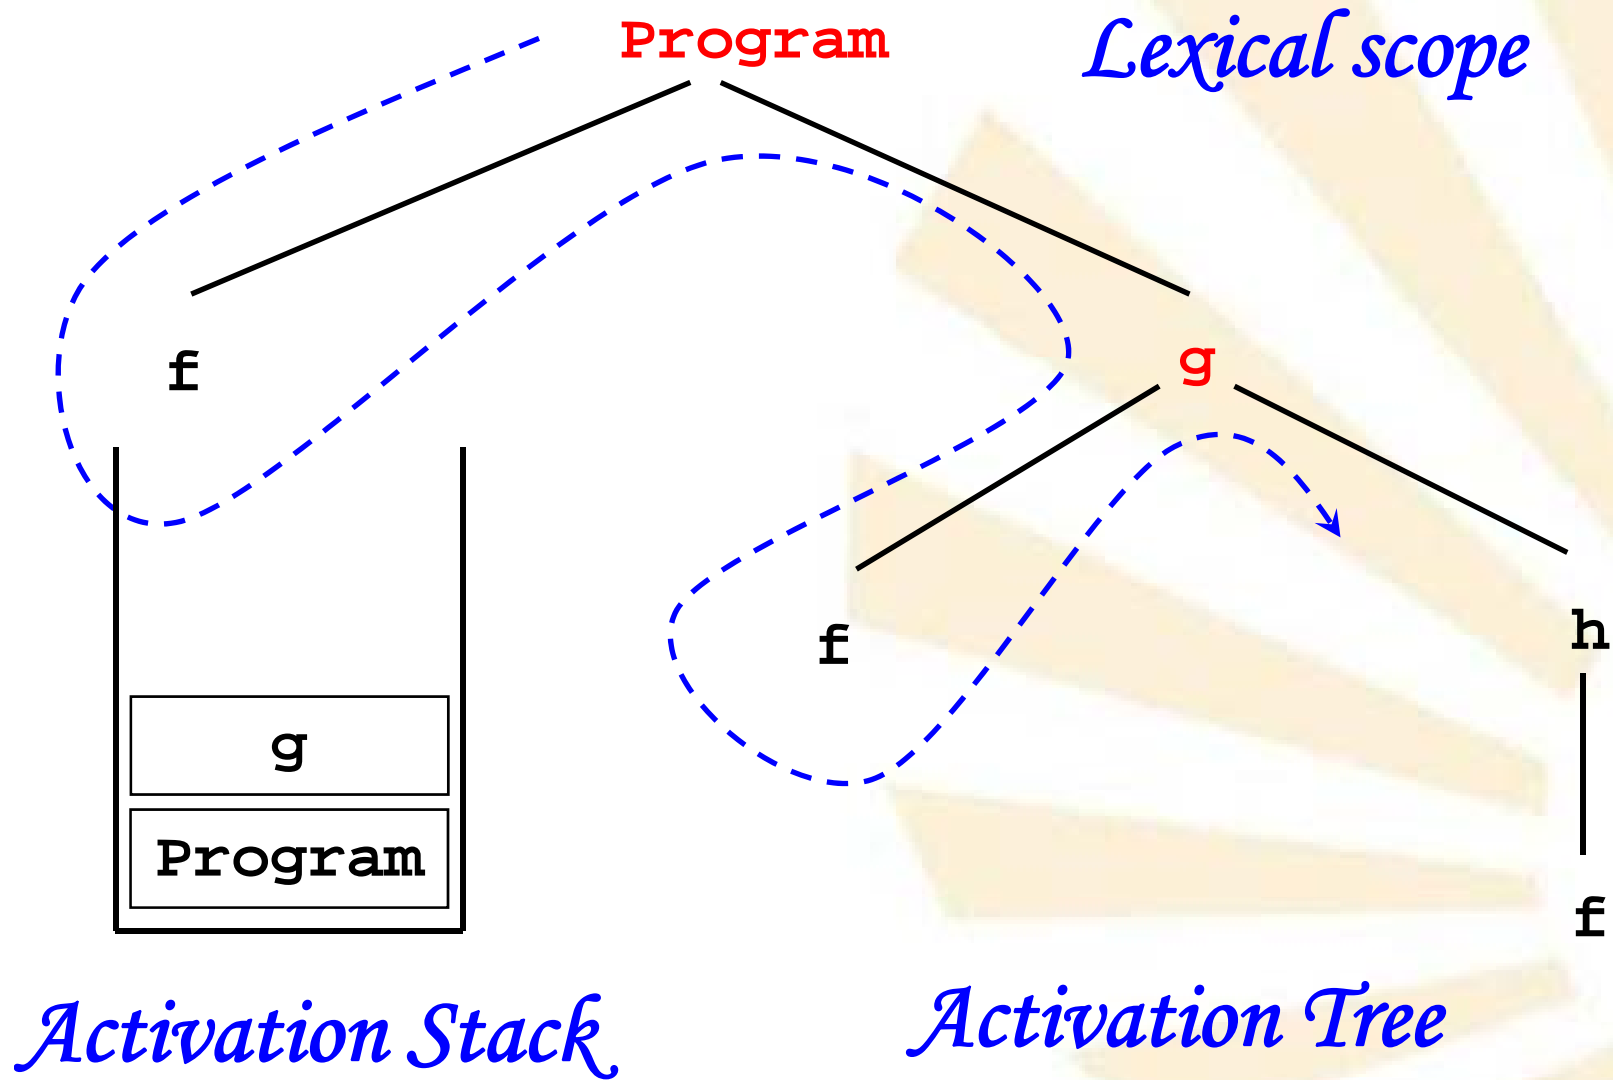 Program
Lexical scope
f
g
f
h
g
Program
f
Activation Stack
Activation Tree